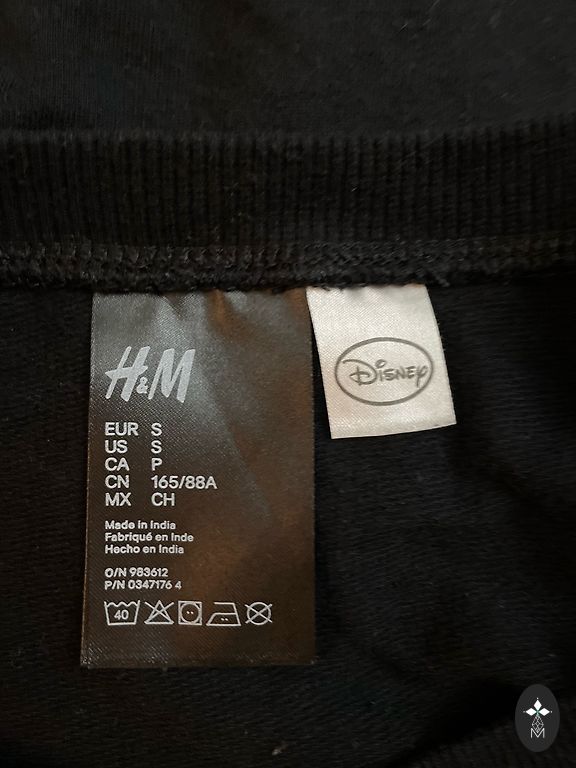 H&M
DISNEY
EUR S
US S
CA P
CN 165/88A
MX CH
Made in India
Fabriqué en Inde
Hecho en India
O/N 983612
P/N 0347176 4
40
M